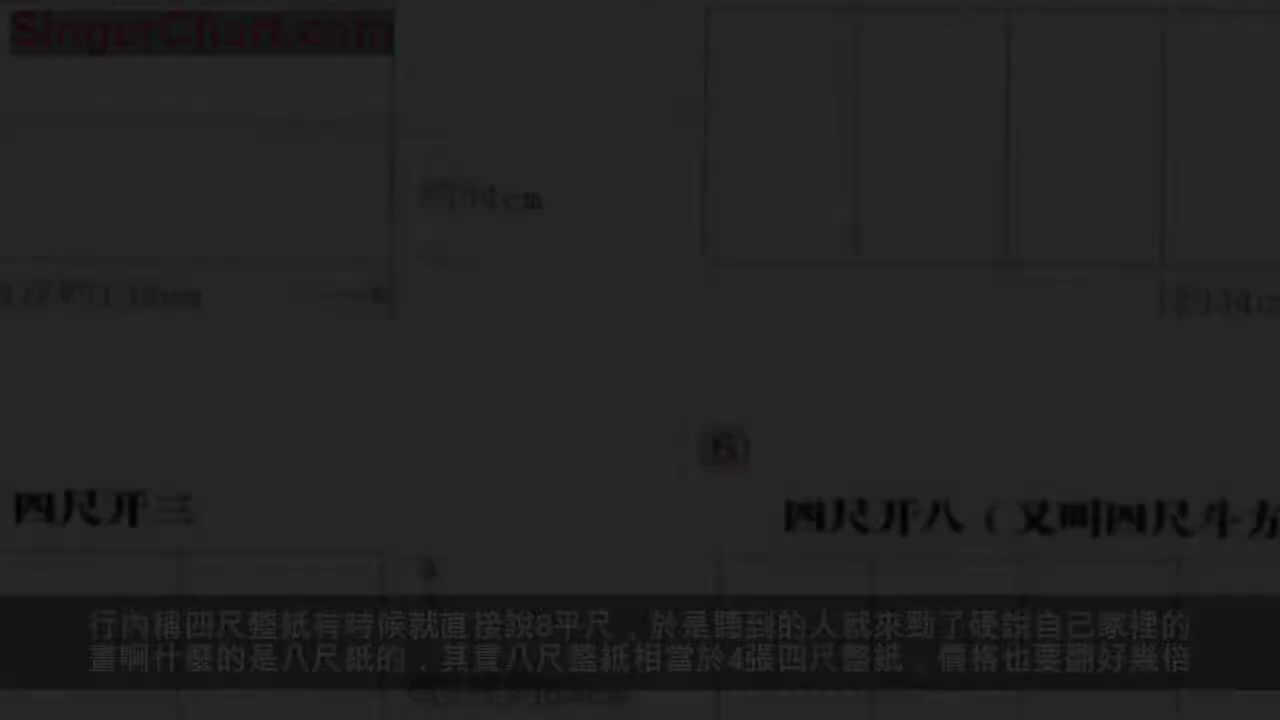 SingerChart.com
34cm
四尺开三
四尺开八（又叫四尺斗方
行內稱四尺整紙有時候就直接說8平尺，於是聽到的人就來勁了硬說自己家裡的
畫啊什麼的是八尺紙的，其實八尺整紙相當於4張四尺整紙，價格也要翻好幾倍